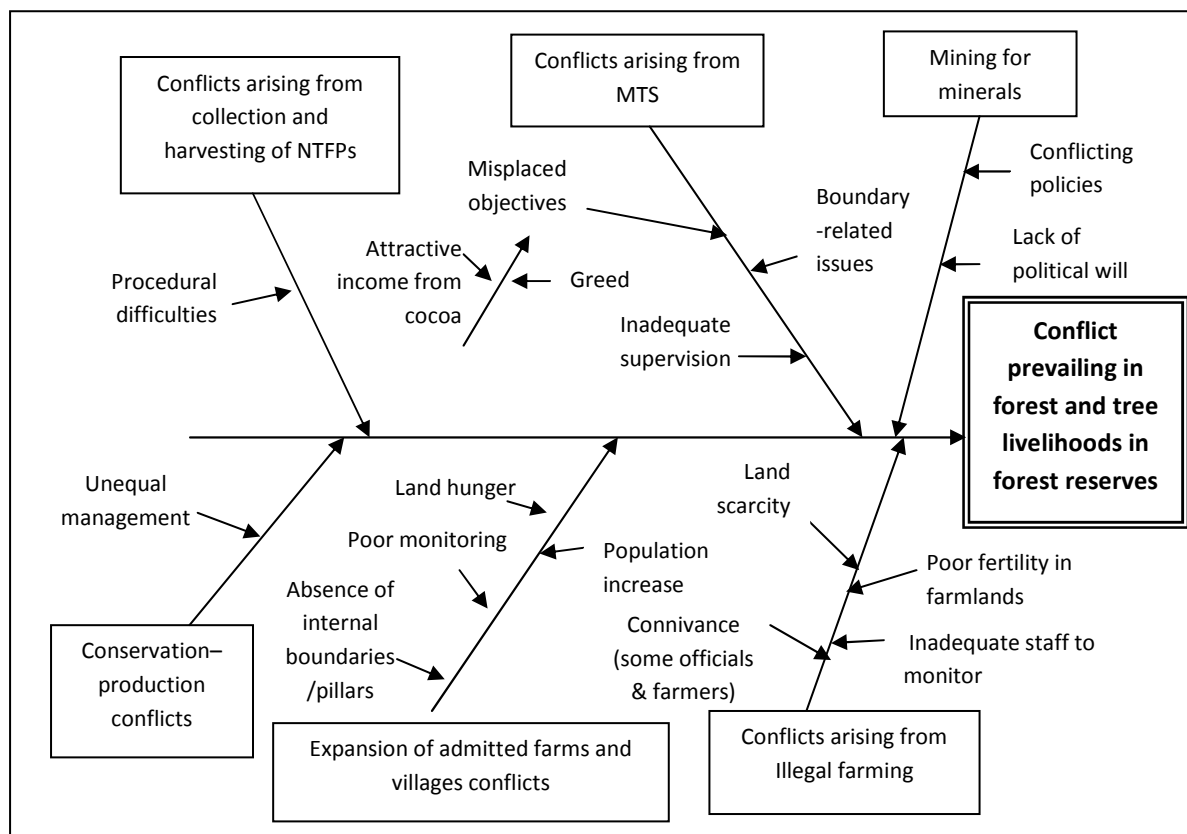 Conflicts arising from
collection and
harvesting of NTFPs
Conflicts arising from
MTS
Mining for
minerals
Misplaced
objectives
Conflicting
policies
Boundary
-related
issues
Attractive
income from
cocoa
Greed
Lack of
political will
Procedural
difficulties
Inadequate
supervision
Conflict
prevailing in
forest and tree
livelihoods in
forest reserves
Unequal
management
Land hunger
Land
scarcity
Poor monitoring
Population
increase
Poor fertility in
farmlands
Absence of
internal
boundaries
/pillars
Connivance
(some officials
& farmers)
Inadequate staff to
monitor
Conservation–
production
conflicts
Expansion of admitted farms and
villages conflicts
Conflicts arising from
Illegal farming